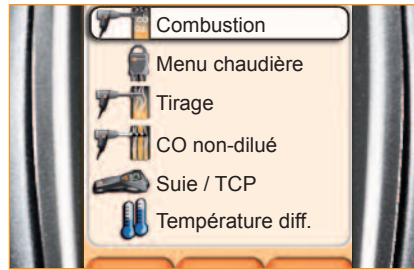 Combustion
Menu chaudière
Tirage
CO non-dilué
Suie / TCP
Température diff.